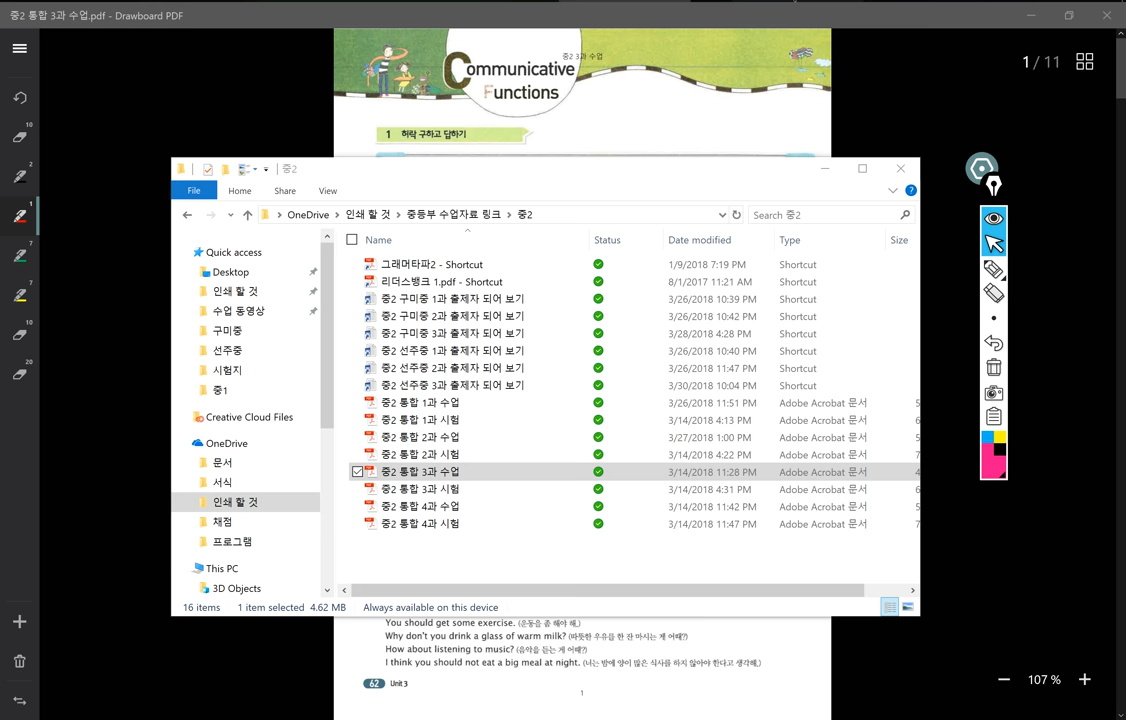 중2 통합 3과 수업.pdf - Drawboard PDF
중2 3과 수업
Communicative
Functions
1 / 11
1 허락 구하고 답하기
10
2
1
7
7
10
20
중2
File Home Share View
OneDrive > 인쇄 할 것 > 중등부 수업자료 링크 > 중2
Search 중2
Quick access
Desktop
인쇄 할 것
수업 동영상
구미중
선주중
시험지
중1
Creative Cloud Files
OneDrive
문서
서식
인쇄 할 것
채점
프로그램
This PC
3D Objects
Name Status Date modified Type Size
그래머타파2 - Shortcut 1/9/2018 7:19 PM Shortcut
리더스뱅크 1.pdf - Shortcut 8/1/2017 11:21 AM Shortcut
중2 구미중 1과 출제자 되어 보기 3/26/2018 10:39 PM Shortcut
중2 구미중 2과 출제자 되어 보기 3/26/2018 10:42 PM Shortcut
중2 구미중 3과 출제자 되어 보기 3/28/2018 4:28 PM Shortcut
중2 선주중 1과 출제자 되어 보기 3/26/2018 10:40 PM Shortcut
중2 선주중 2과 출제자 되어 보기 3/26/2018 11:47 PM Shortcut
중2 선주중 3과 출제자 되어 보기 3/30/2018 10:04 PM Shortcut
중2 통합 1과 수업 3/26/2018 11:51 PM Adobe Acrobat 문서 5
중2 통합 1과 시험 3/14/2018 4:13 PM Adobe Acrobat 문서 6
중2 통합 2과 수업 3/27/2018 1:00 PM Adobe Acrobat 문서 5
중2 통합 2과 시험 3/14/2018 4:22 PM Adobe Acrobat 문서 7
중2 통합 3과 수업 3/14/2018 11:28 PM Adobe Acrobat 문서 4
중2 통합 3과 시험 3/14/2018 4:31 PM Adobe Acrobat 문서 6
중2 통합 4과 수업 3/14/2018 11:42 PM Adobe Acrobat 문서 5
중2 통합 4과 시험 3/14/2018 11:47 PM Adobe Acrobat 문서 7
16 items 1 item selected 4.62 MB Always available on this device
You should get some exercise. (운동을 좀 해야 해.)
Why don't you drink a glass of warm milk? (따뜻한 우유를 한 잔 마시는 게 어때?)
How about listening to music? (음악을 듣는 게 어때?)
I think you should not eat a big meal at night. (너는 밤에 양이 많은 식사를 하지 않아야 한다고 생각해.)
62 Unit 3
1
107 %